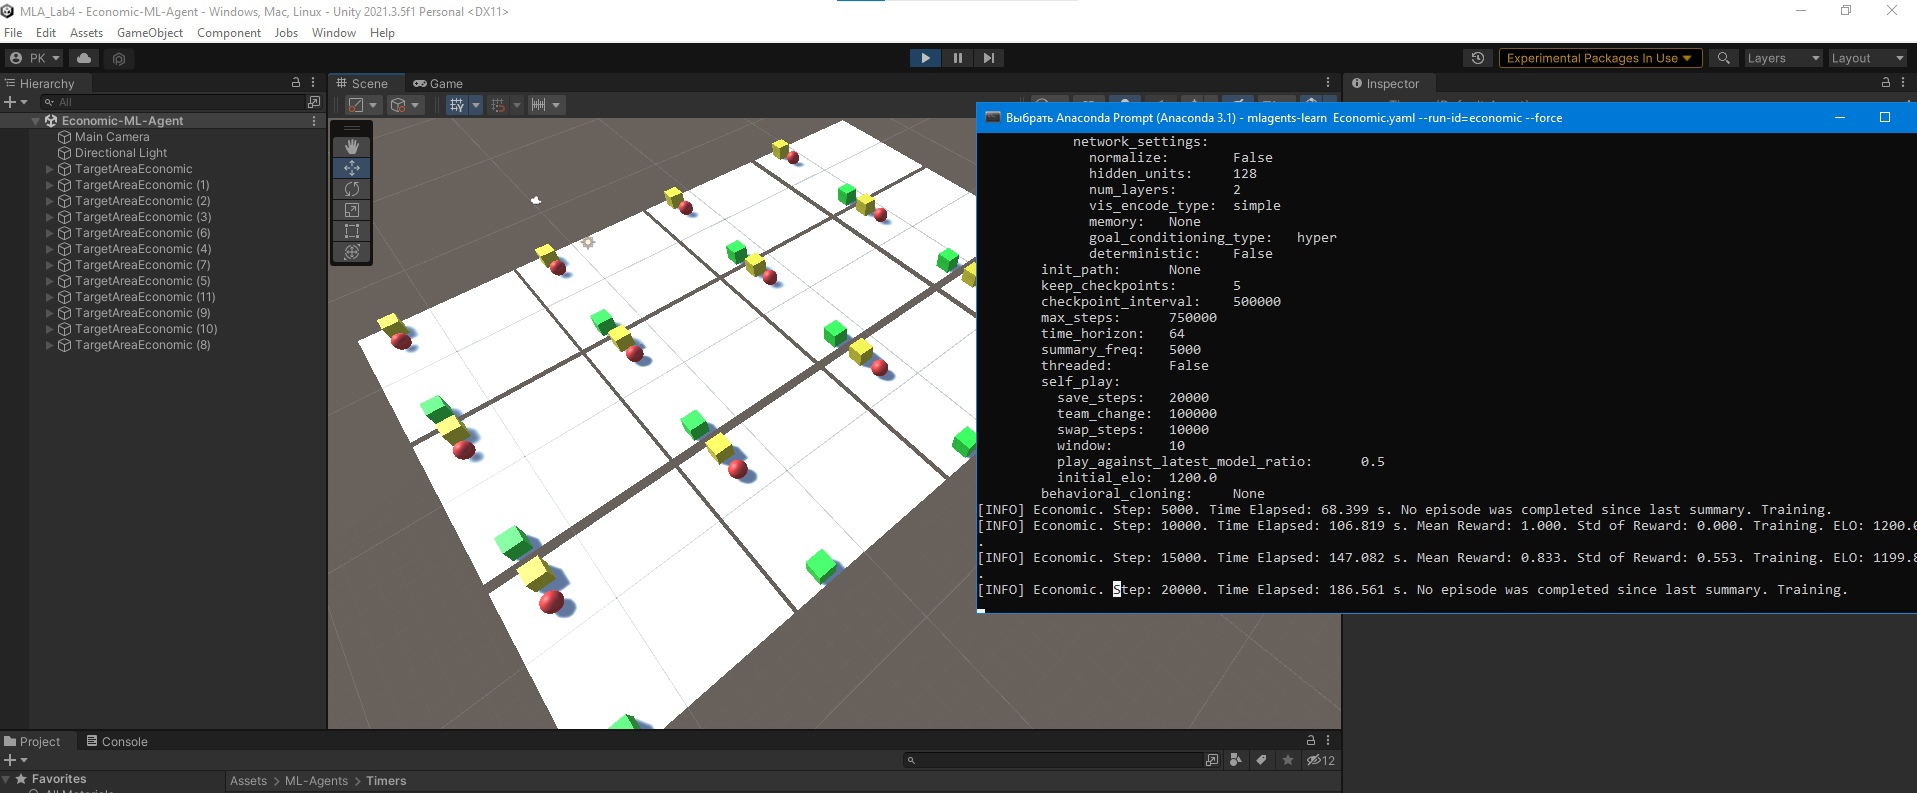 MLA_Lab4 - Economic-ML-Agent - Windows, Mac, Linux - Unity 2021.3.5f1 Personal <DX11>
File Edit Assets GameObject Component Jobs Window Help
PK Experimental Packages In Use Layers Layout
Hierarchy
All
Economic-ML-Agent
Main Camera
Directional Light
TargetAreaEconomic
TargetAreaEconomic (1)
TargetAreaEconomic (2)
TargetAreaEconomic (3)
TargetAreaEconomic (6)
TargetAreaEconomic (4)
TargetAreaEconomic (7)
TargetAreaEconomic (5)
TargetAreaEconomic (11)
TargetAreaEconomic (9)
TargetAreaEconomic (10)
TargetAreaEconomic (8)
Scene Game
Inspector
Выбрать Anaconda Prompt (Anaconda 3.1) - mlagents-learn Economic.yaml --run-id=economic --force
network_settings:
normalize: False
hidden_units: 128
num_layers: 2
vis_encode_type: simple
memory: None
goal_conditioning_type: hyper
deterministic: False
init_path: None
keep_checkpoints: 5
checkpoint_interval: 500000
max_steps: 750000
time_horizon: 64
summary_freq: 5000
threaded: False
self_play:
save_steps: 20000
team_change: 100000
swap_steps: 10000
window: 10
play_against_latest_model_ratio: 0.5
initial_elo: 1200.0
behavioral_cloning: None
[INFO] Economic. Step: 5000. Time Elapsed: 68.399 s. No episode was completed since last summary. Training.
[INFO] Economic. Step: 10000. Time Elapsed: 106.819 s. Mean Reward: 1.000. Std of Reward: 0.000. Training. ELO: 1200.0
.
[INFO] Economic. Step: 15000. Time Elapsed: 147.082 s. Mean Reward: 0.833. Std of Reward: 0.553. Training. ELO: 1199.8
.
[INFO] Economic. Step: 20000. Time Elapsed: 186.561 s. No episode was completed since last summary. Training.
Project Console
12
Favorites
Assets > ML-Agents > Timers